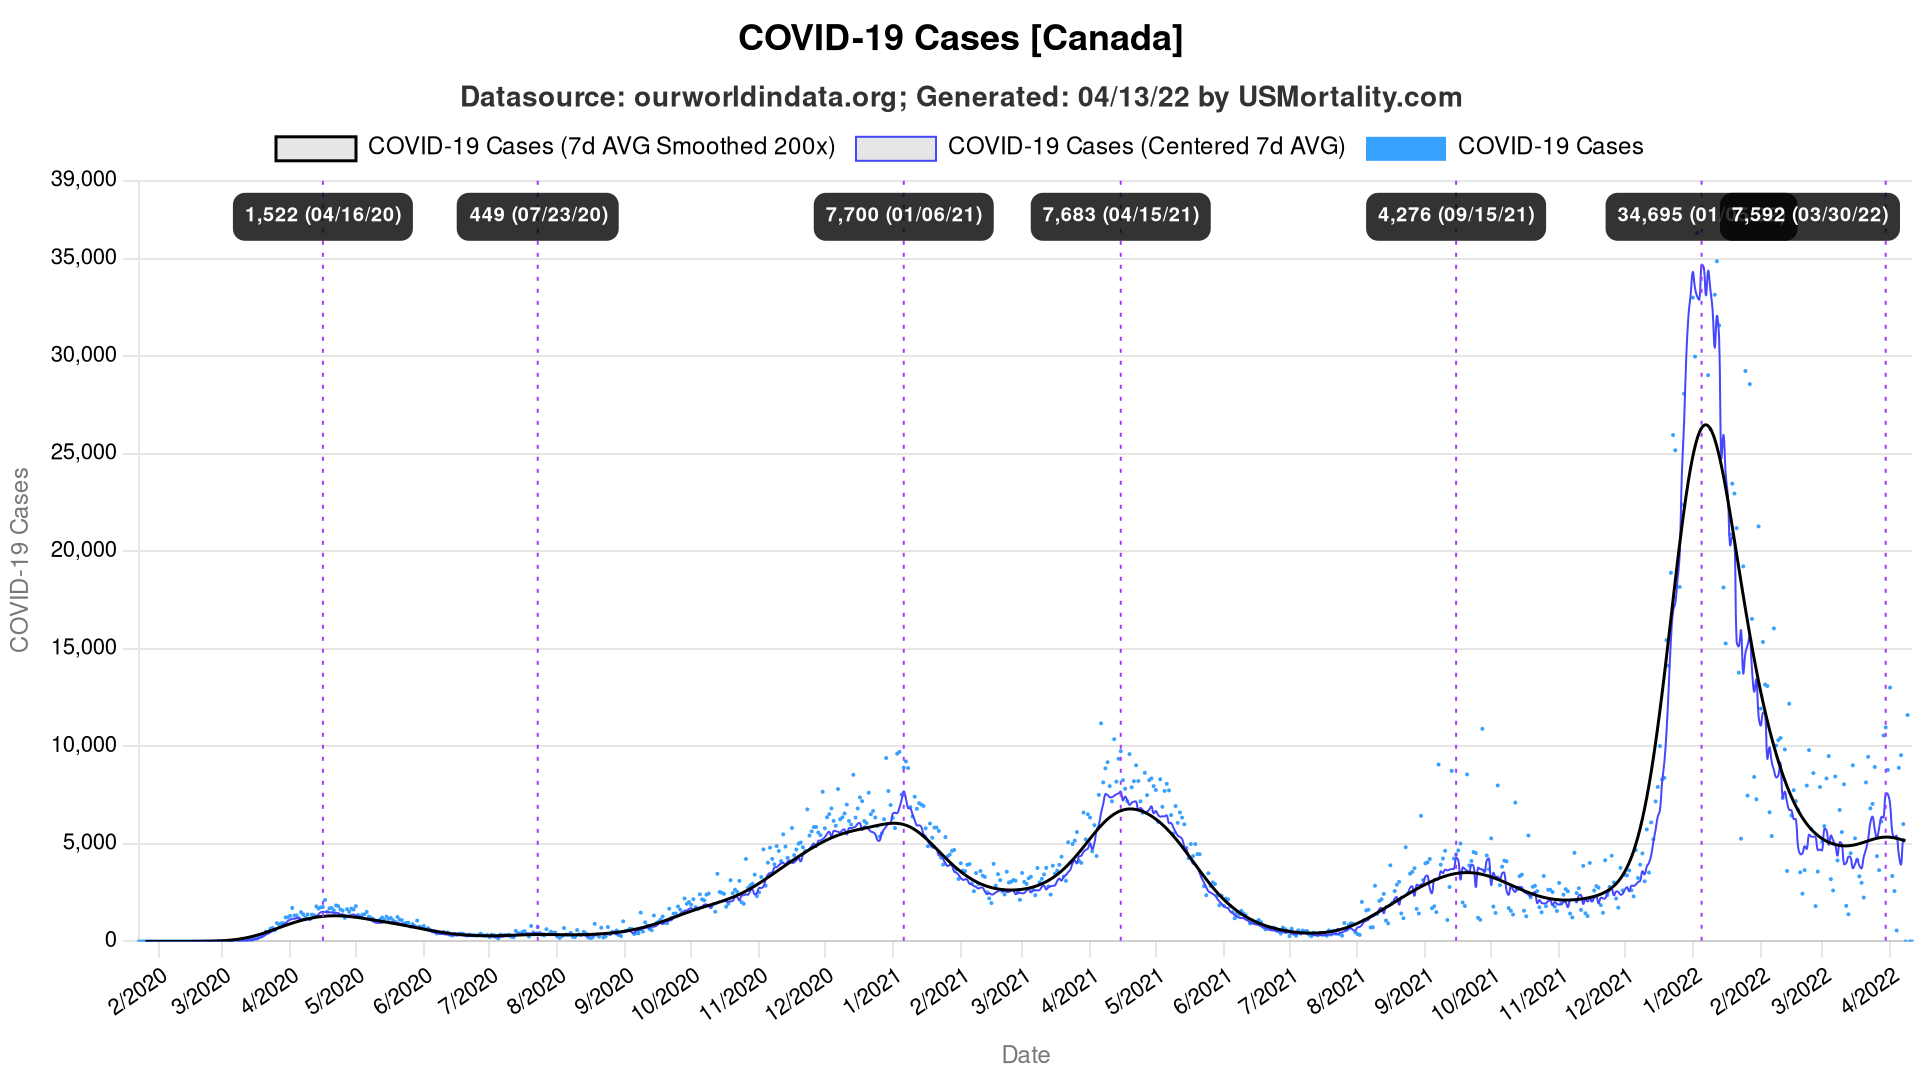 COVID-19 Cases [Canada]
Datasource: ourworldindata.org; Generated: 04/13/22 by USMortality.com
COVID-19 Cases (7d AVG Smoothed 200x) COVID-19 Cases (Centered 7d AVG) COVID-19 Cases
39,000
1,522 (04/16/20) 449 (07/23/20) 7,700 (01/06/21) 7,683 (04/15/21) 4,276 (09/15/21) 34,695 (01/ 7,592 (03/30/22)
35,000
30,000
25,000
20,000
15,000
10,000
5,000
0
COVID-19 Cases
2/2020 3/2020 4/2020 5/2020 6/2020 7/2020 8/2020 9/2020 10/2020 11/2020 12/2020 1/2021 2/2021 3/2021 4/2021 5/2021 6/2021 7/2021 8/2021 9/2021 10/2021 11/2021 12/2021 1/2022 2/2022 3/2022 4/2022
Date